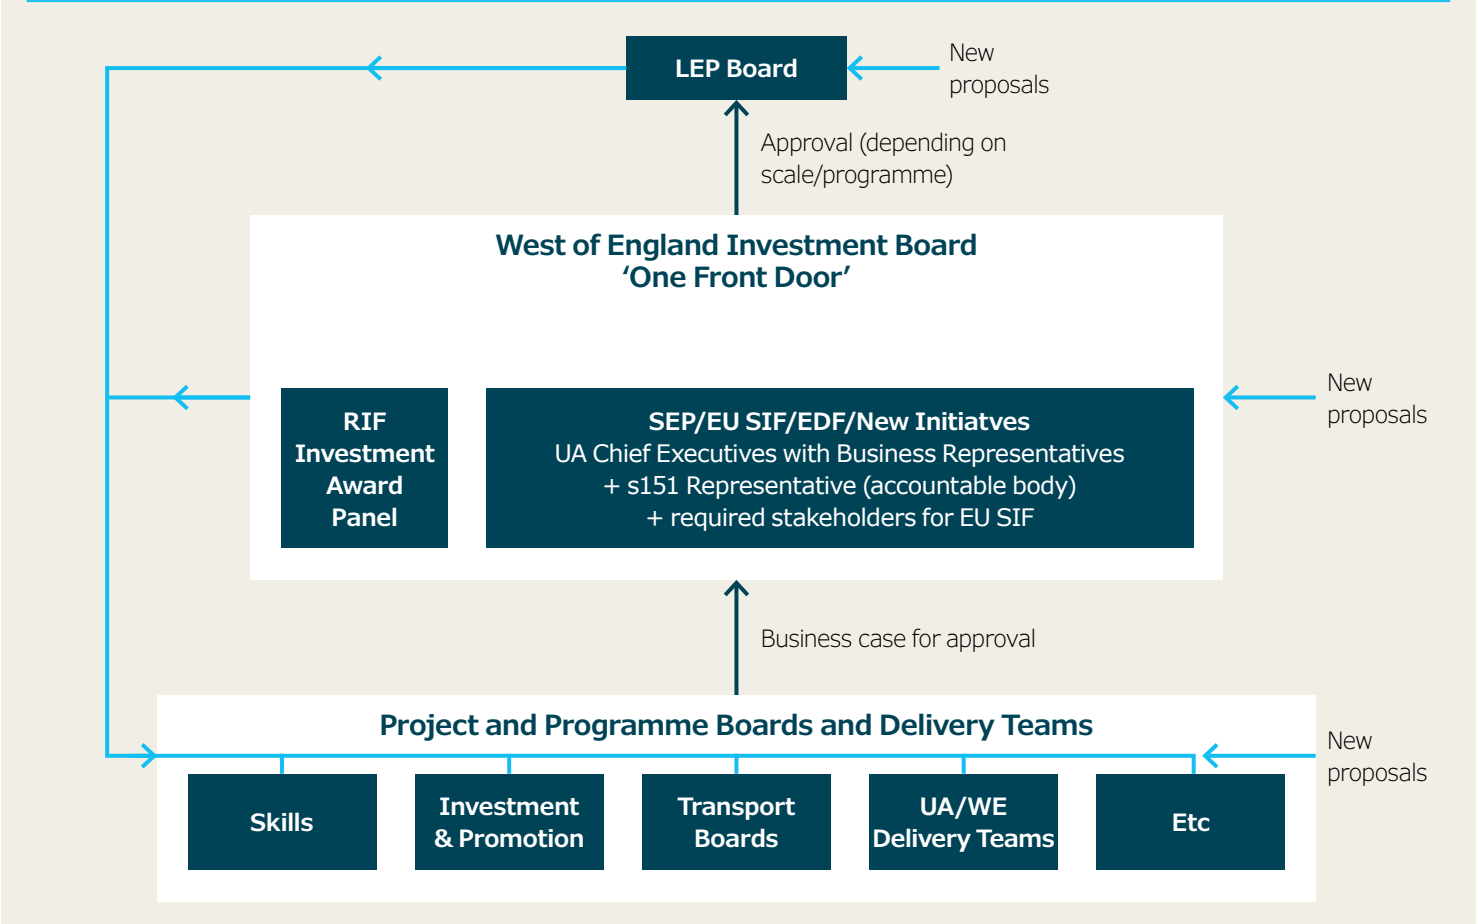 LEP Board
New
proposals
Approval (depending on
scale/programme)
West of England Investment Board
‘One Front Door’
New
proposals
RIF
Investment
Award
Panel
SEP/EU SIF/EDF/New Initiatves
UA Chief Executives with Business Representatives
+ s151 Representative (accountable body)
+ required stakeholders for EU SIF
Business case for approval
Project and Programme Boards and Delivery Teams
New
proposals
Skills
Investment
& Promotion
Transport
Boards
UA/WE
Delivery Teams
Etc